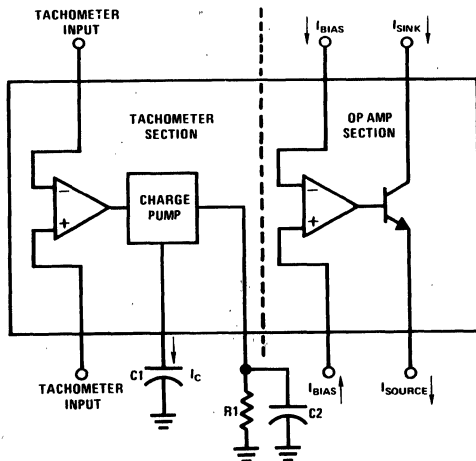 TACHOMETER
INPUT
I_BIAS
I_SINK
TACHOMETER
SECTION
OP AMP
SECTION
−
+
CHARGE
PUMP
−
+
C1
I_C
TACHOMETER
INPUT
R1
C2
I_BIAS
I_SOURCE